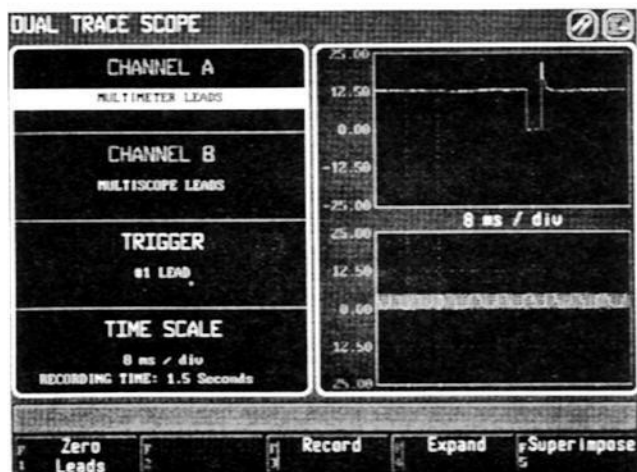 DUAL TRACE SCOPE
CHANNEL A
MULTIMETER LEADS
CHANNEL B
MULTISCOPE LEADS
TRIGGER
#1 LEAD
TIME SCALE
8 ms / div
RECORDING TIME: 1.5 Seconds
25.00
12.50
0.00
-12.50
-25.00
8 ms / div
25.00
12.50
0.00
12.50
25.00
F1 Zero Leads
Record
Expand
F5 Superimpose